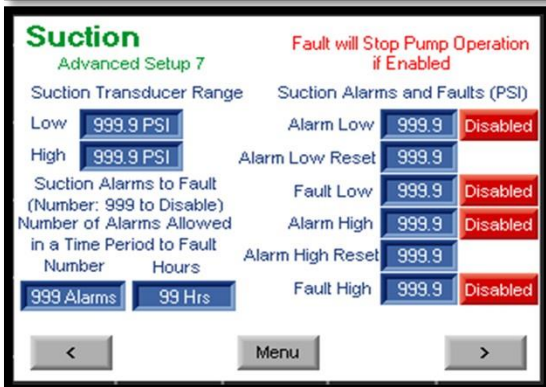 Suction
Advanced Setup 7
Fault will Stop Pump Operation
if Enabled
Suction Transducer Range
Low 999.9 PSI
High 999.9 PSI
Suction Alarms to Fault
(Number: 999 to Disable)
Number of Alarms Allowed
in a Time Period to Fault
Number Hours
999 Alarms 99 Hrs
Suction Alarms and Faults (PSI)
Alarm Low 999.9 Disabled
Alarm Low Reset 999.9
Fault Low 999.9 Disabled
Alarm High 999.9 Disabled
Alarm High Reset 999.9
Fault High 999.9 Disabled
< Menu >